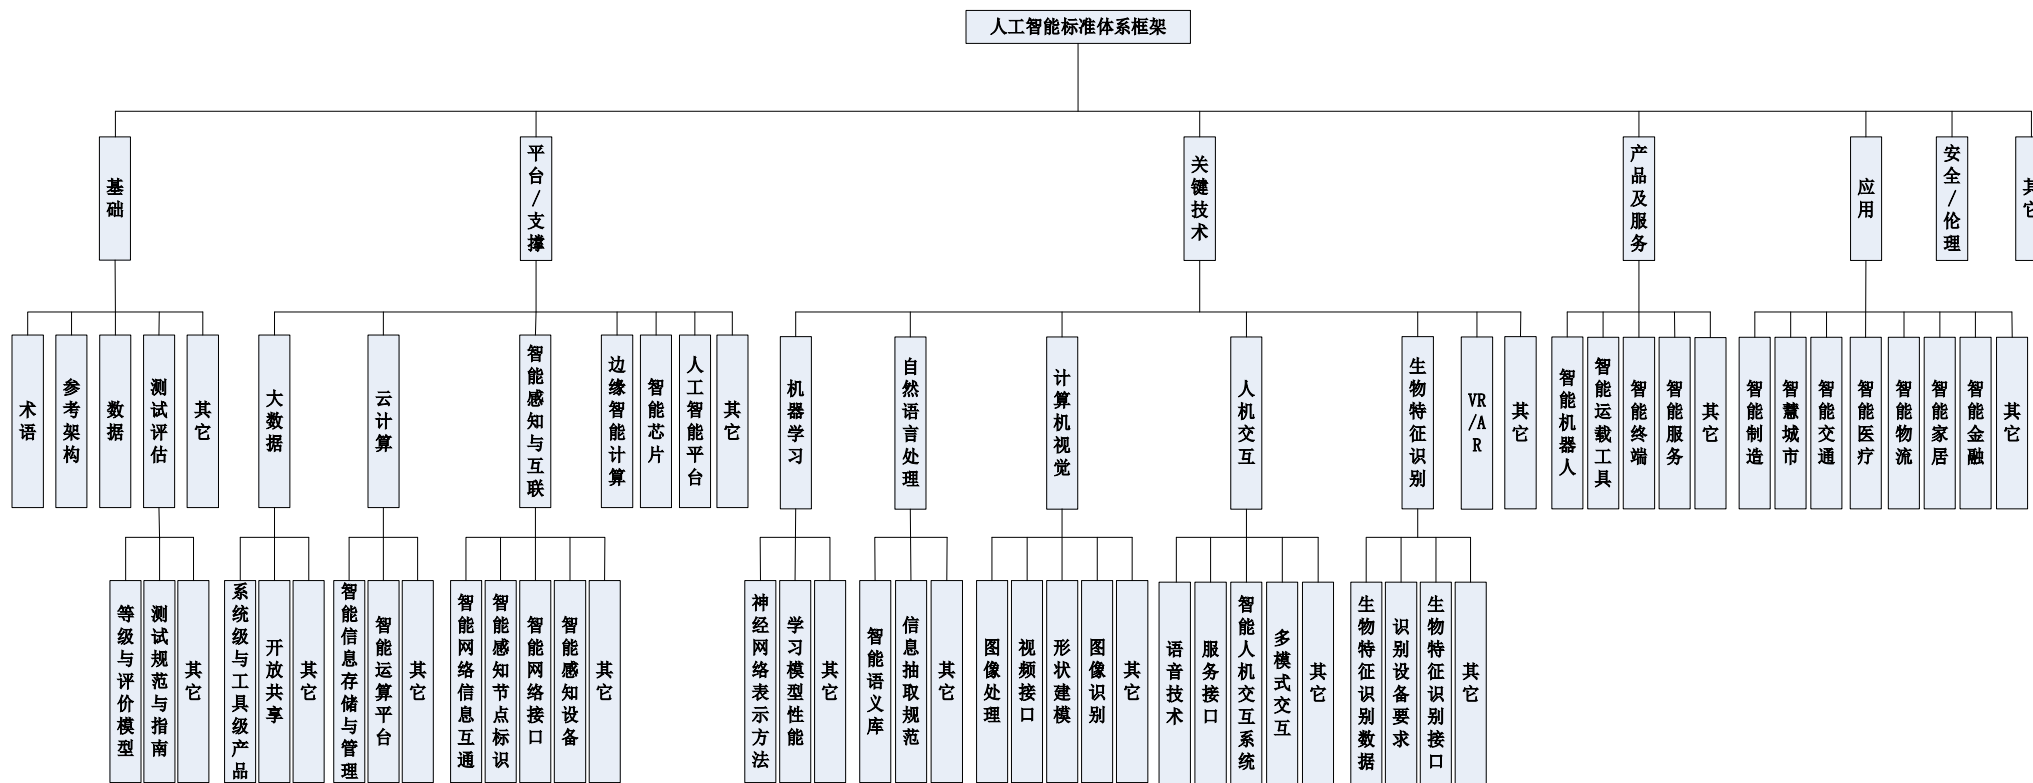 人工智能标准体系框架
基础
平台/支撑
关键技术
产品及服务
应用
安全/伦理
其它
术语
参考架构
数据
测试评估
其它
大数据
云计算
智能感知与互联
边缘智能计算
智能芯片
人工智能平台
其它
机器学习
自然语言处理
计算机视觉
人机交互
生物特征识别
VR/AR
其它
智能机器人
智能运载工具
智能终端
智能服务
其它
智能制造
智慧城市
智能交通
智能医疗
智能物流
智能家居
智能金融
其它
等级与评价模型
测试规范与指南
其它
系统级与工具级产品
开放共享
其它
智能信息存储与管理
智能运算平台
其它
智能网络信息互通
智能感知节点标识
智能网络接口
智能感知设备
其它
神经网络表示方法
学习模型性能
其它
智能语义库
信息抽取规范
其它
图像处理
视频接口
形状建模
图像识别
其它
语音技术
服务接口
智能人机交互系统
多模式交互
其它
生物特征识别数据
识别设备要求
生物特征识别接口
其它